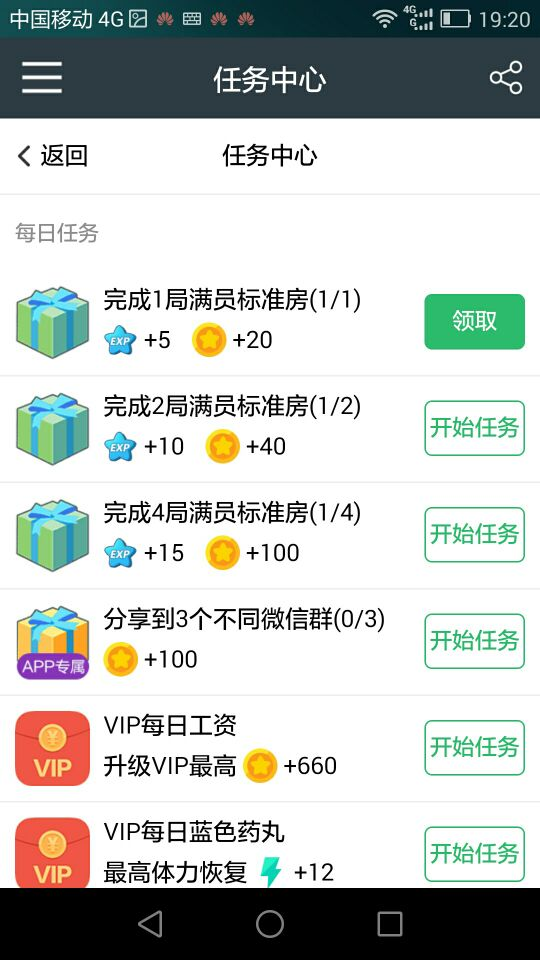 中国移动 4G 4G G 19:20
任务中心
返回 任务中心
每日任务
完成1局满员标准房(1/1)
EXP +5 +20
领取
完成2局满员标准房(1/2)
EXP +10 +40
开始任务
完成4局满员标准房(1/4)
EXP +15 +100
开始任务
分享到3个不同微信群(0/3)
APP专属 +100
开始任务
VIP每日工资
VIP 升级VIP最高 +660
开始任务
VIP每日蓝色药丸
VIP 最高体力恢复 +12
开始任务